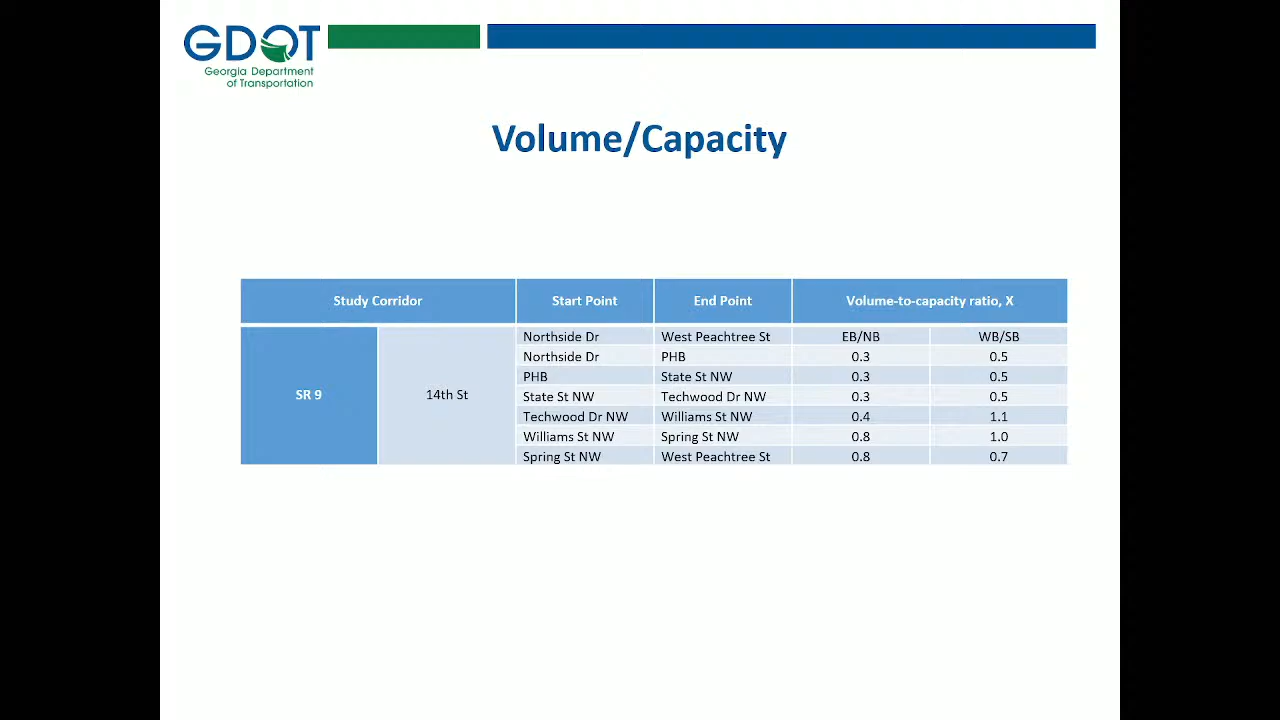 GDOT
Georgia Department
of Transportation
Volume/Capacity
Study Corridor Start Point End Point Volume-to-capacity ratio, X
Northside Dr West Peachtree St EB/NB WB/SB
Northside Dr PHB 0.3 0.5
PHB State St NW 0.3 0.5
SR 9 14th St State St NW Techwood Dr NW 0.3 0.5
Techwood Dr NW Williams St NW 0.4 1.1
Williams St NW Spring St NW 0.8 1.0
Spring St NW West Peachtree St 0.8 0.7